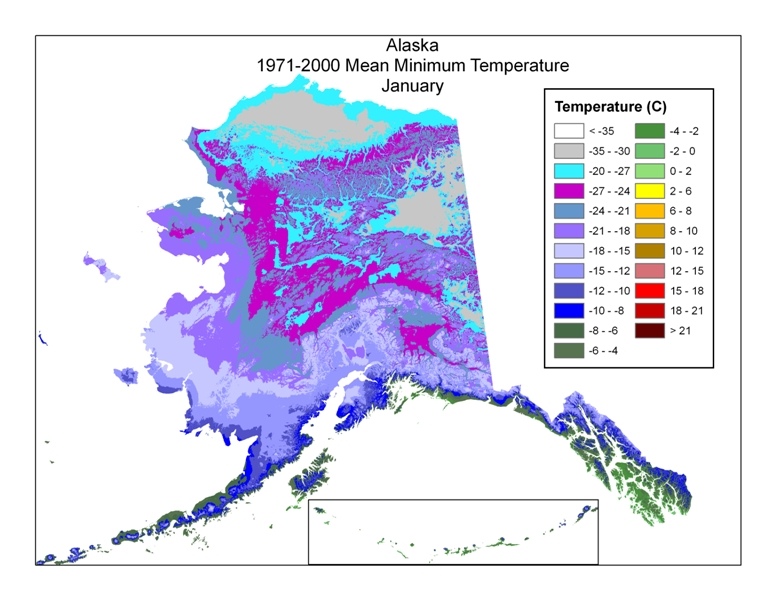 Alaska
1971-2000 Mean Minimum Temperature
January
Temperature (C)
< -35
-35 - -30
-20 - -27
-27 - -24
-24 - -21
-21 - -18
-18 - -15
-15 - -12
-12 - -10
-10 - -8
-8 - -6
-6 - -4
-4 - -2
-2 - 0
0 - 2
2 - 6
6 - 8
8 - 10
10 - 12
12 - 15
15 - 18
18 - 21
> 21